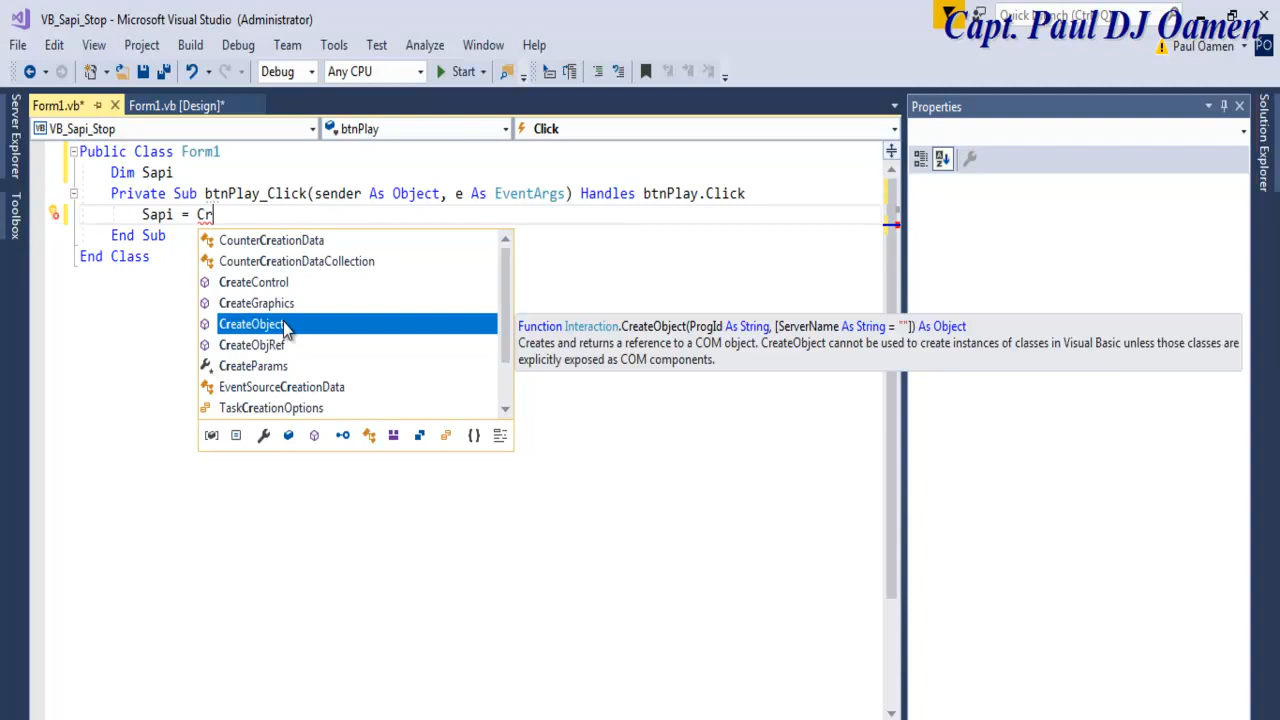 VB_Sapi_Stop - Microsoft Visual Studio (Administrator)
Quick Launch (Ctrl+Q)
Capt. Paul DJ Oamen
File Edit View Project Build Debug Team Tools Test Analyze Window Help
Paul Oamen PO
Debug Any CPU Start
Server Explorer
Toolbox
Form1.vb* Form1.vb [Design]*
VB_Sapi_Stop btnPlay Click
Public Class Form1
Dim Sapi
Private Sub btnPlay_Click(sender As Object, e As EventArgs) Handles btnPlay.Click
Sapi = Cr
End Sub
End Class
CounterCreationData
CounterCreationDataCollection
CreateControl
CreateGraphics
CreateObject
CreateObjRef
CreateParams
EventSourceCreationData
TaskCreationOptions
Function Interaction.CreateObject(ProgId As String, [ServerName As String = ""]) As Object
Creates and returns a reference to a COM object. CreateObject cannot be used to create instances of classes in Visual Basic unless those classes are
explicitly exposed as COM components.
Properties
Solution Explorer